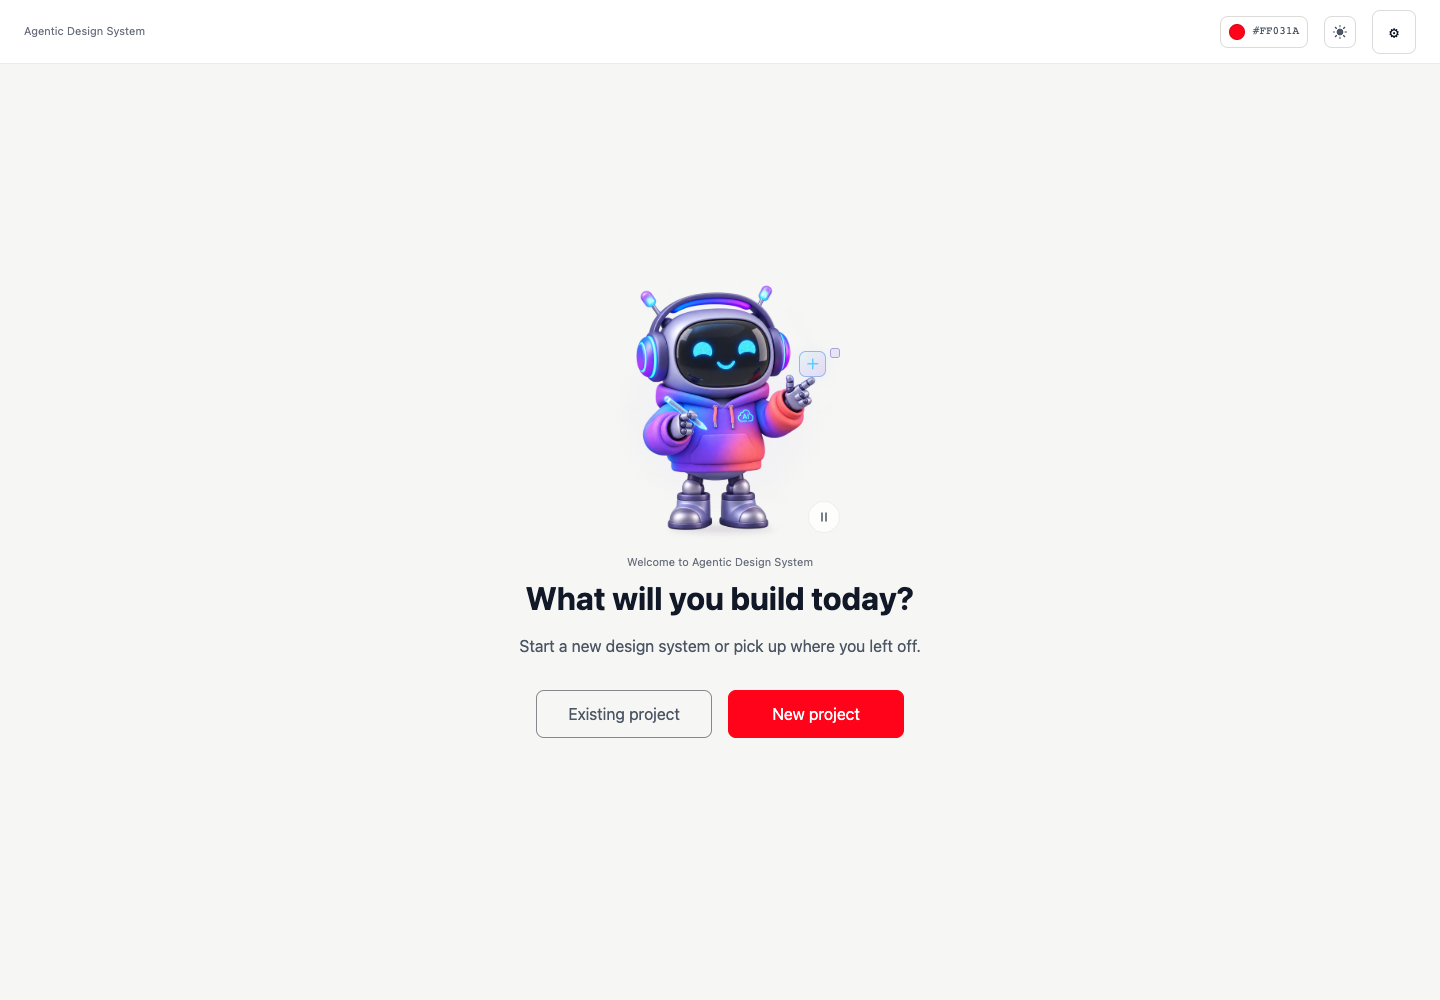 Agentic Design System
#FF031A
AI
Welcome to Agentic Design System
What will you build today?
Start a new design system or pick up where you left off.
Existing project
New project